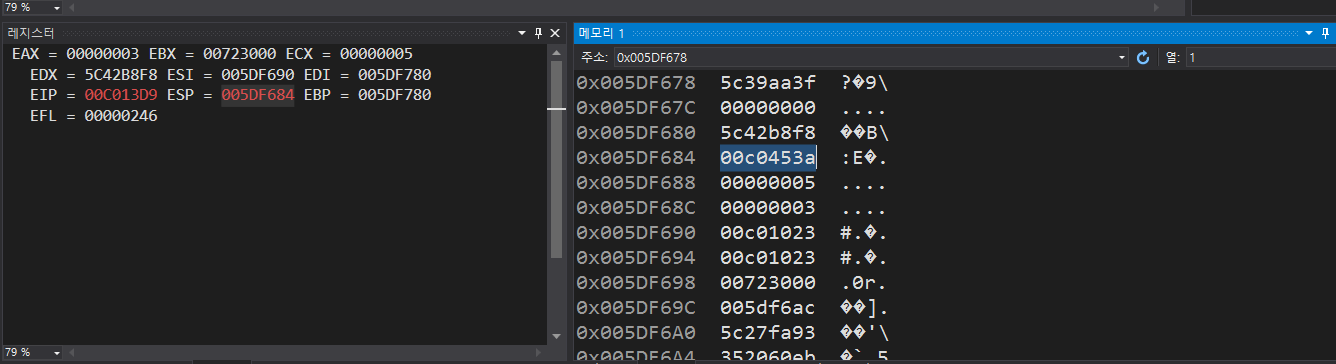 79 %
레지스터
EAX = 00000003 EBX = 00723000 ECX = 00000005
EDX = 5C42B8F8 ESI = 005DF690 EDI = 005DF780
EIP = 00C013D9 ESP = 005DF684 EBP = 005DF780
EFL = 00000246
79 %
메모리 1
주소: 0x005DF678 열: 1
0x005DF678 5c39aa3f ?�9\
0x005DF67C 00000000 ....
0x005DF680 5c42b8f8 ��B\
0x005DF684 00c0453a :E�.
0x005DF688 00000005 ....
0x005DF68C 00000003 ....
0x005DF690 00c01023 #.�.
0x005DF694 00c01023 #.�.
0x005DF698 00723000 .0r.
0x005DF69C 005df6ac ��].
0x005DF6A0 5c27fa93 ��'\
0x005DF6A4 352060eb �` 5